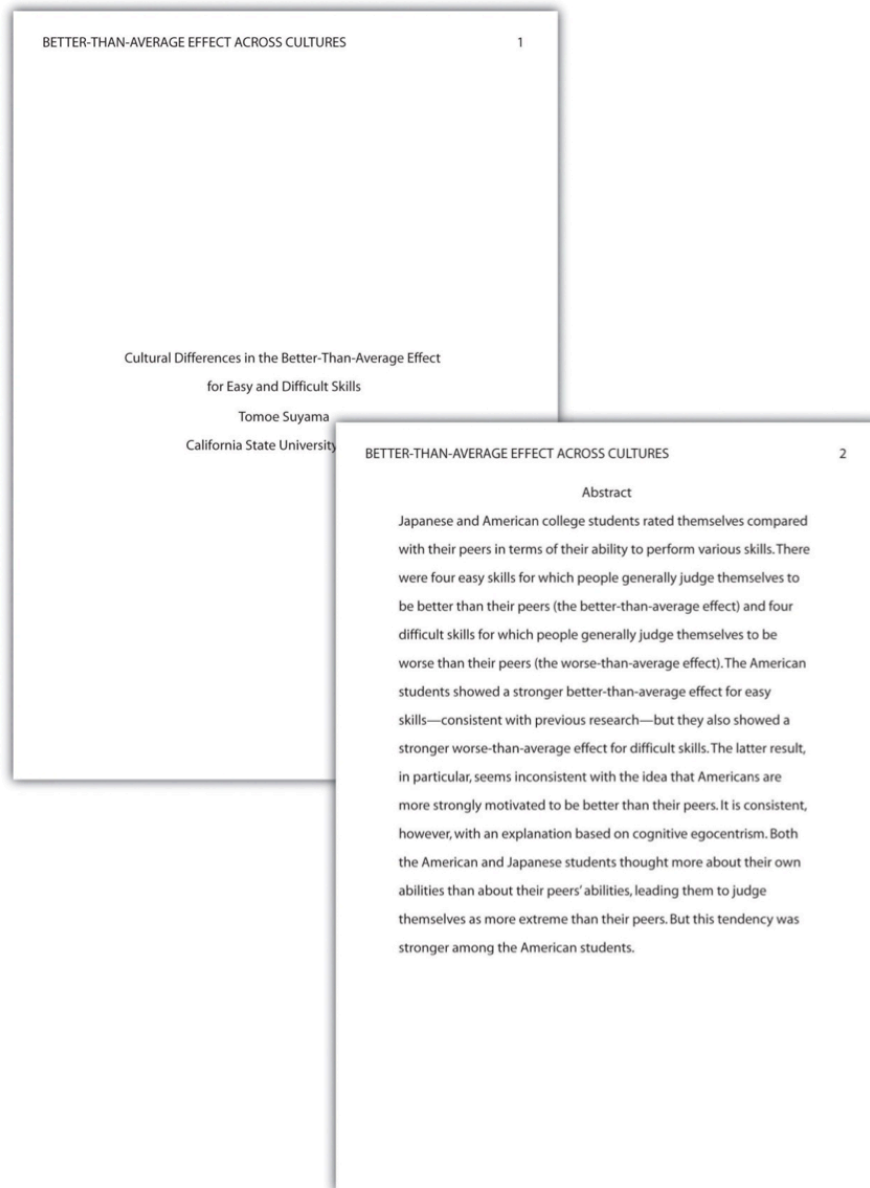 BETTER-THAN-AVERAGE EFFECT ACROSS CULTURES 1
Cultural Differences in the Better-Than-Average Effect
for Easy and Difficult Skills
Tomoe Suyama
California State University
BETTER-THAN-AVERAGE EFFECT ACROSS CULTURES 2
Abstract
Japanese and American college students rated themselves compared
with their peers in terms of their ability to perform various skills. There
were four easy skills for which people generally judge themselves to
be better than their peers (the better-than-average effect) and four
difficult skills for which people generally judge themselves to be
worse than their peers (the worse-than-average effect). The American
students showed a stronger better-than-average effect for easy
skills—consistent with previous research—but they also showed a
stronger worse-than-average effect for difficult skills. The latter result,
in particular, seems inconsistent with the idea that Americans are
more strongly motivated to be better than their peers. It is consistent,
however, with an explanation based on cognitive egocentrism. Both
the American and Japanese students thought more about their own
abilities than about their peers' abilities, leading them to judge
themselves as more extreme than their peers. But this tendency was
stronger among the American students.